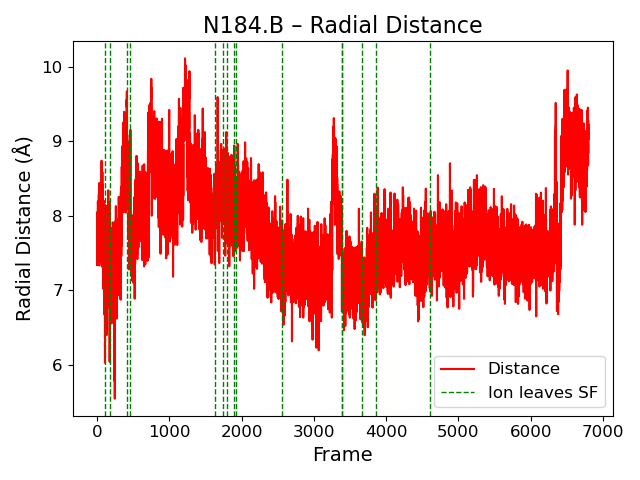 N184.B – Radial Distance
Radial Distance (Å)
10
9
8
7
6
Distance
Ion leaves SF
0
1000
2000
3000
4000
5000
6000
7000
Frame